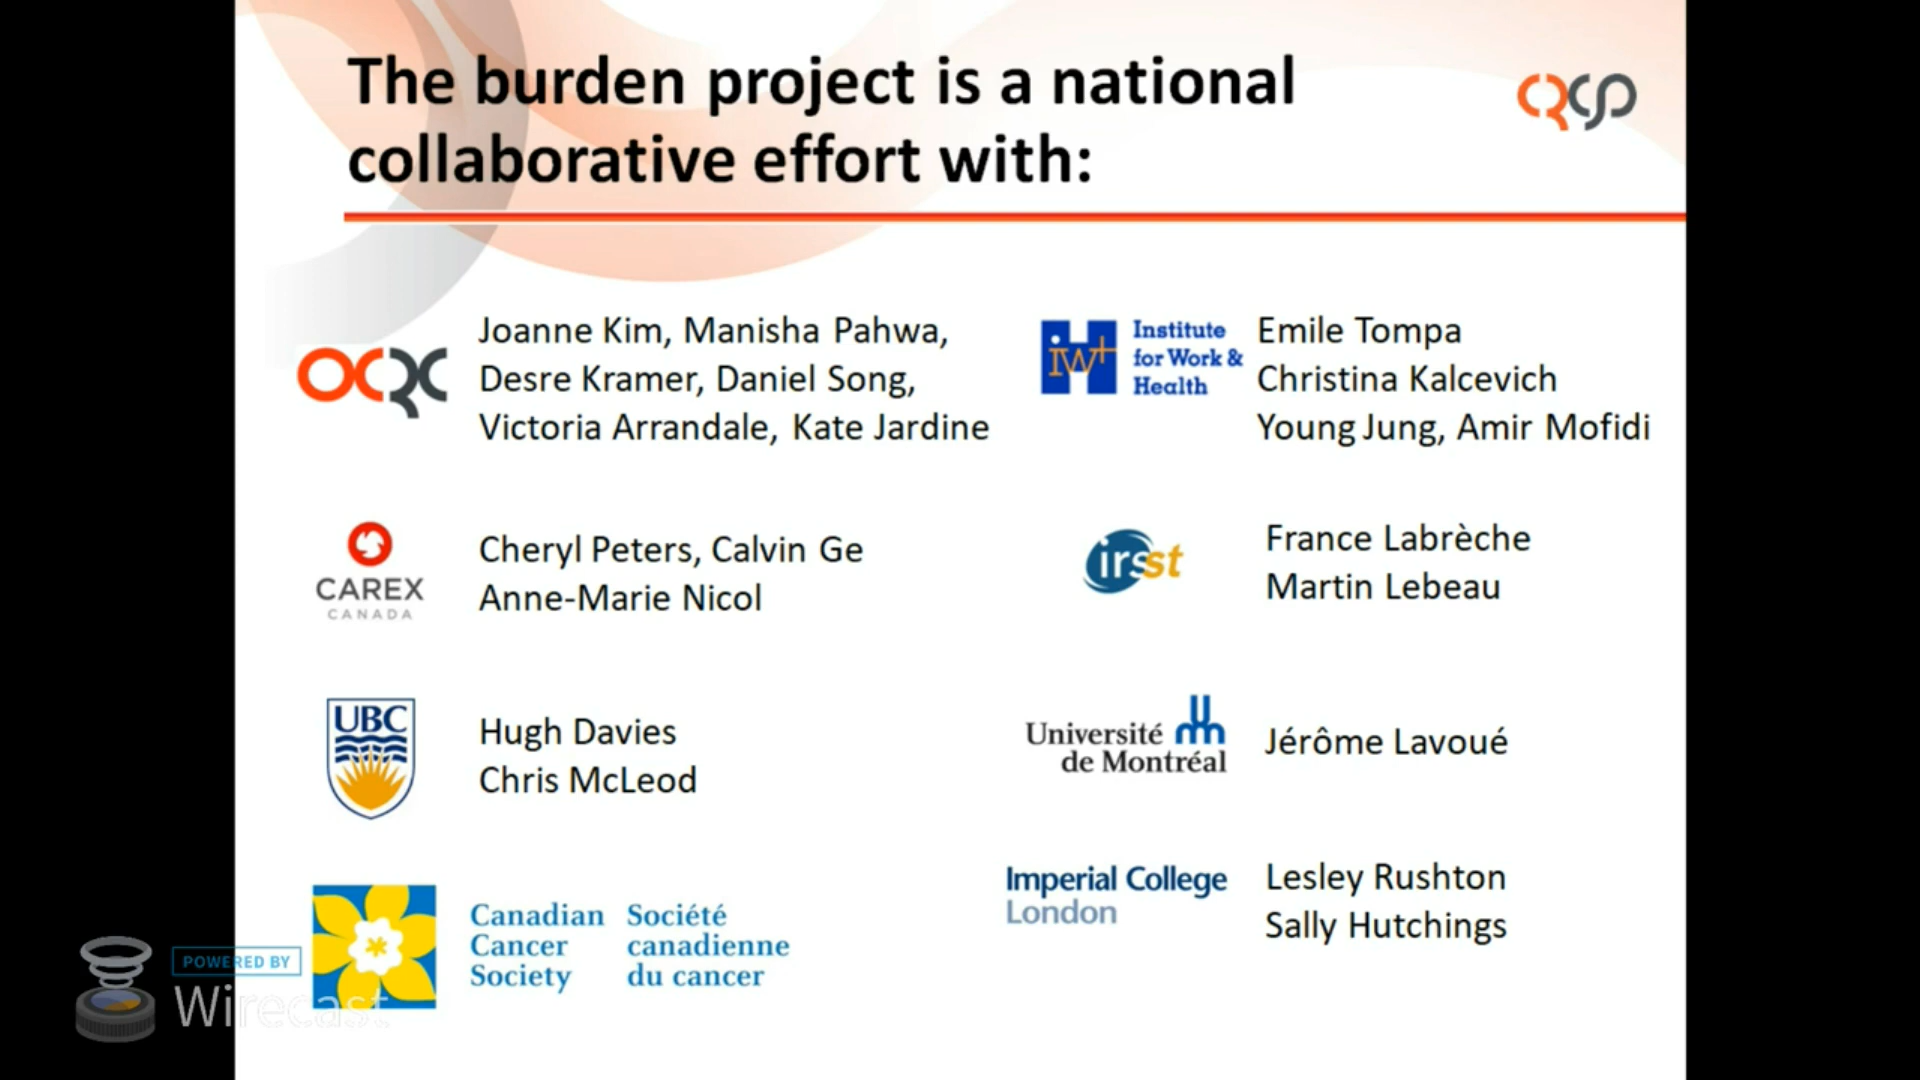 The burden project is a national
collaborative effort with:
OCRC
Joanne Kim, Manisha Pahwa,
Desre Kramer, Daniel Song,
Victoria Arrandale, Kate Jardine
iw+
Institute
for Work &
Health
Emile Tompa
Christina Kalcevich
Young Jung, Amir Mofidi
CAREX
CANADA
Cheryl Peters, Calvin Ge
Anne-Marie Nicol
irsst
France Labrèche
Martin Lebeau
UBC
Hugh Davies
Chris McLeod
Université
de Montréal
Jérôme Lavoué
Canadian
Cancer
Society
Société
canadienne
du cancer
Imperial College
London
Lesley Rushton
Sally Hutchings
POWERED BY
Wirecast